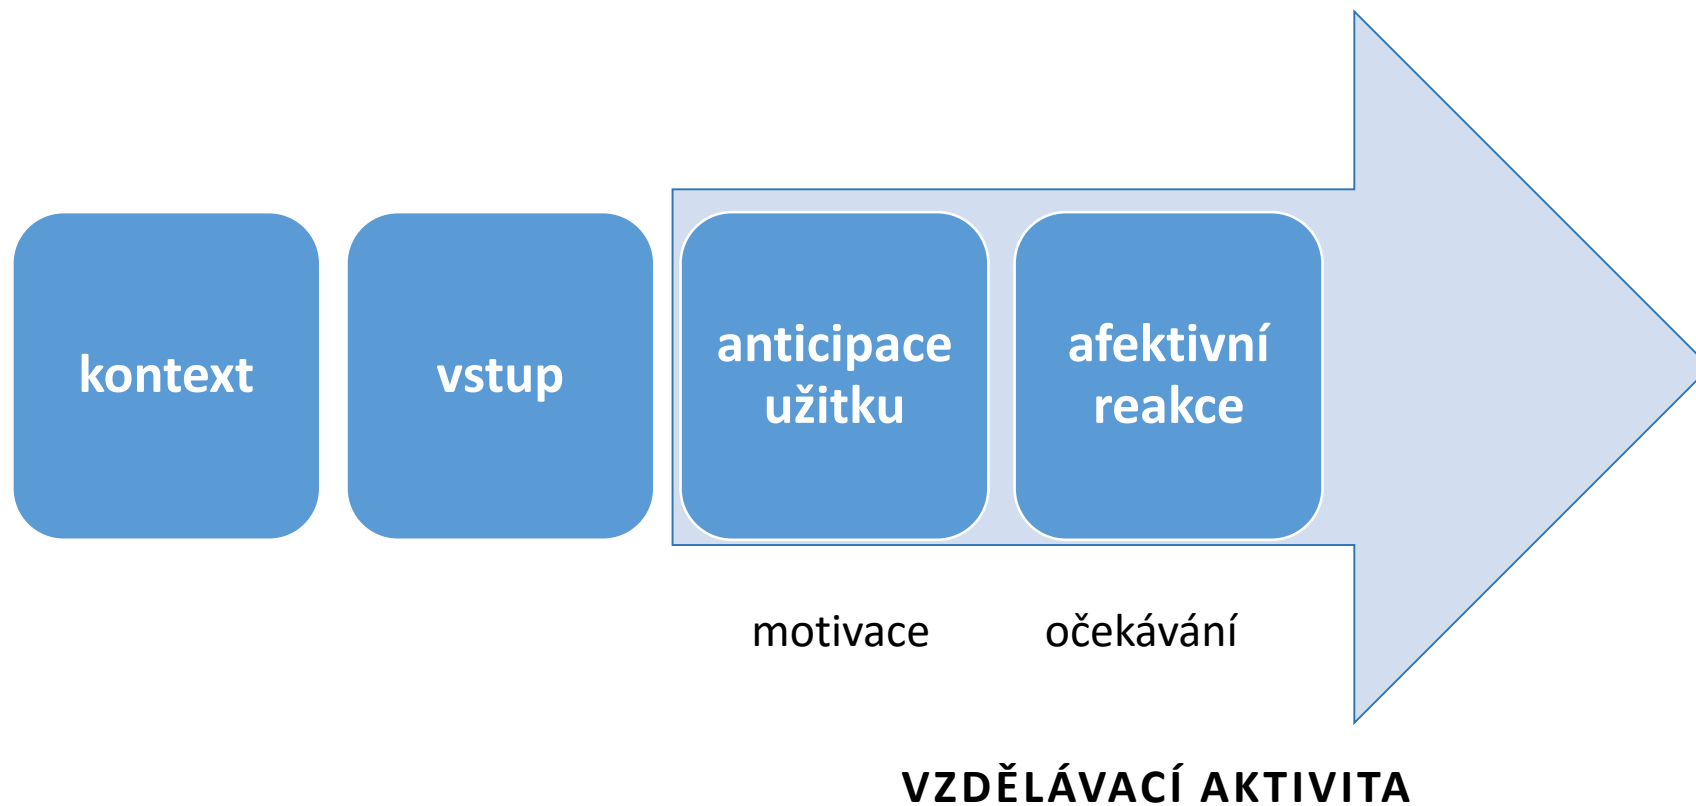 kontext
vstup
anticipace
užitku
afektivní
reakce
motivace
očekávání
VZDĚLÁVACÍ AKTIVITA